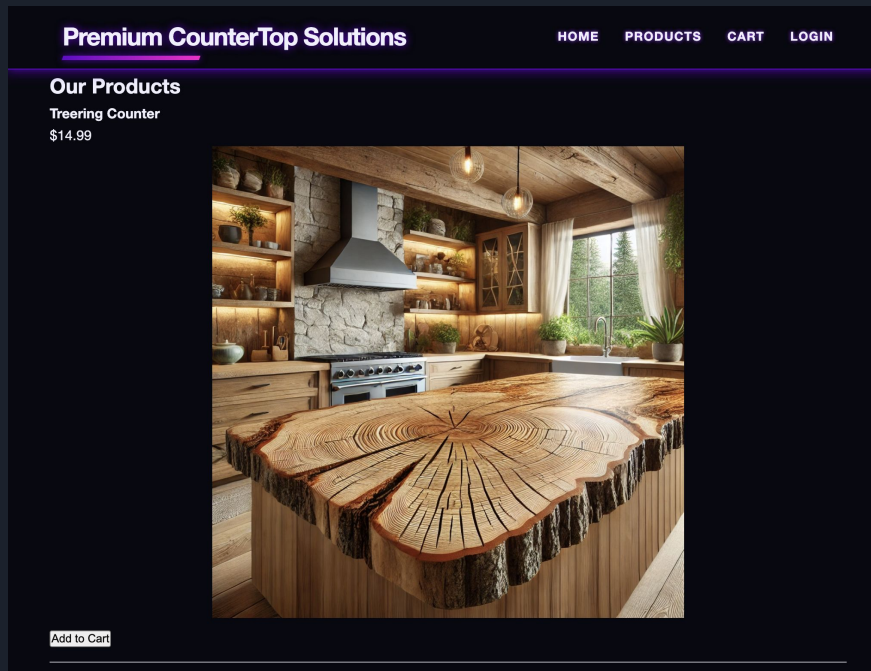 Premium CounterTop Solutions
HOME PRODUCTS CART LOGIN
Our Products
Treering Counter
$14.99
Add to Cart